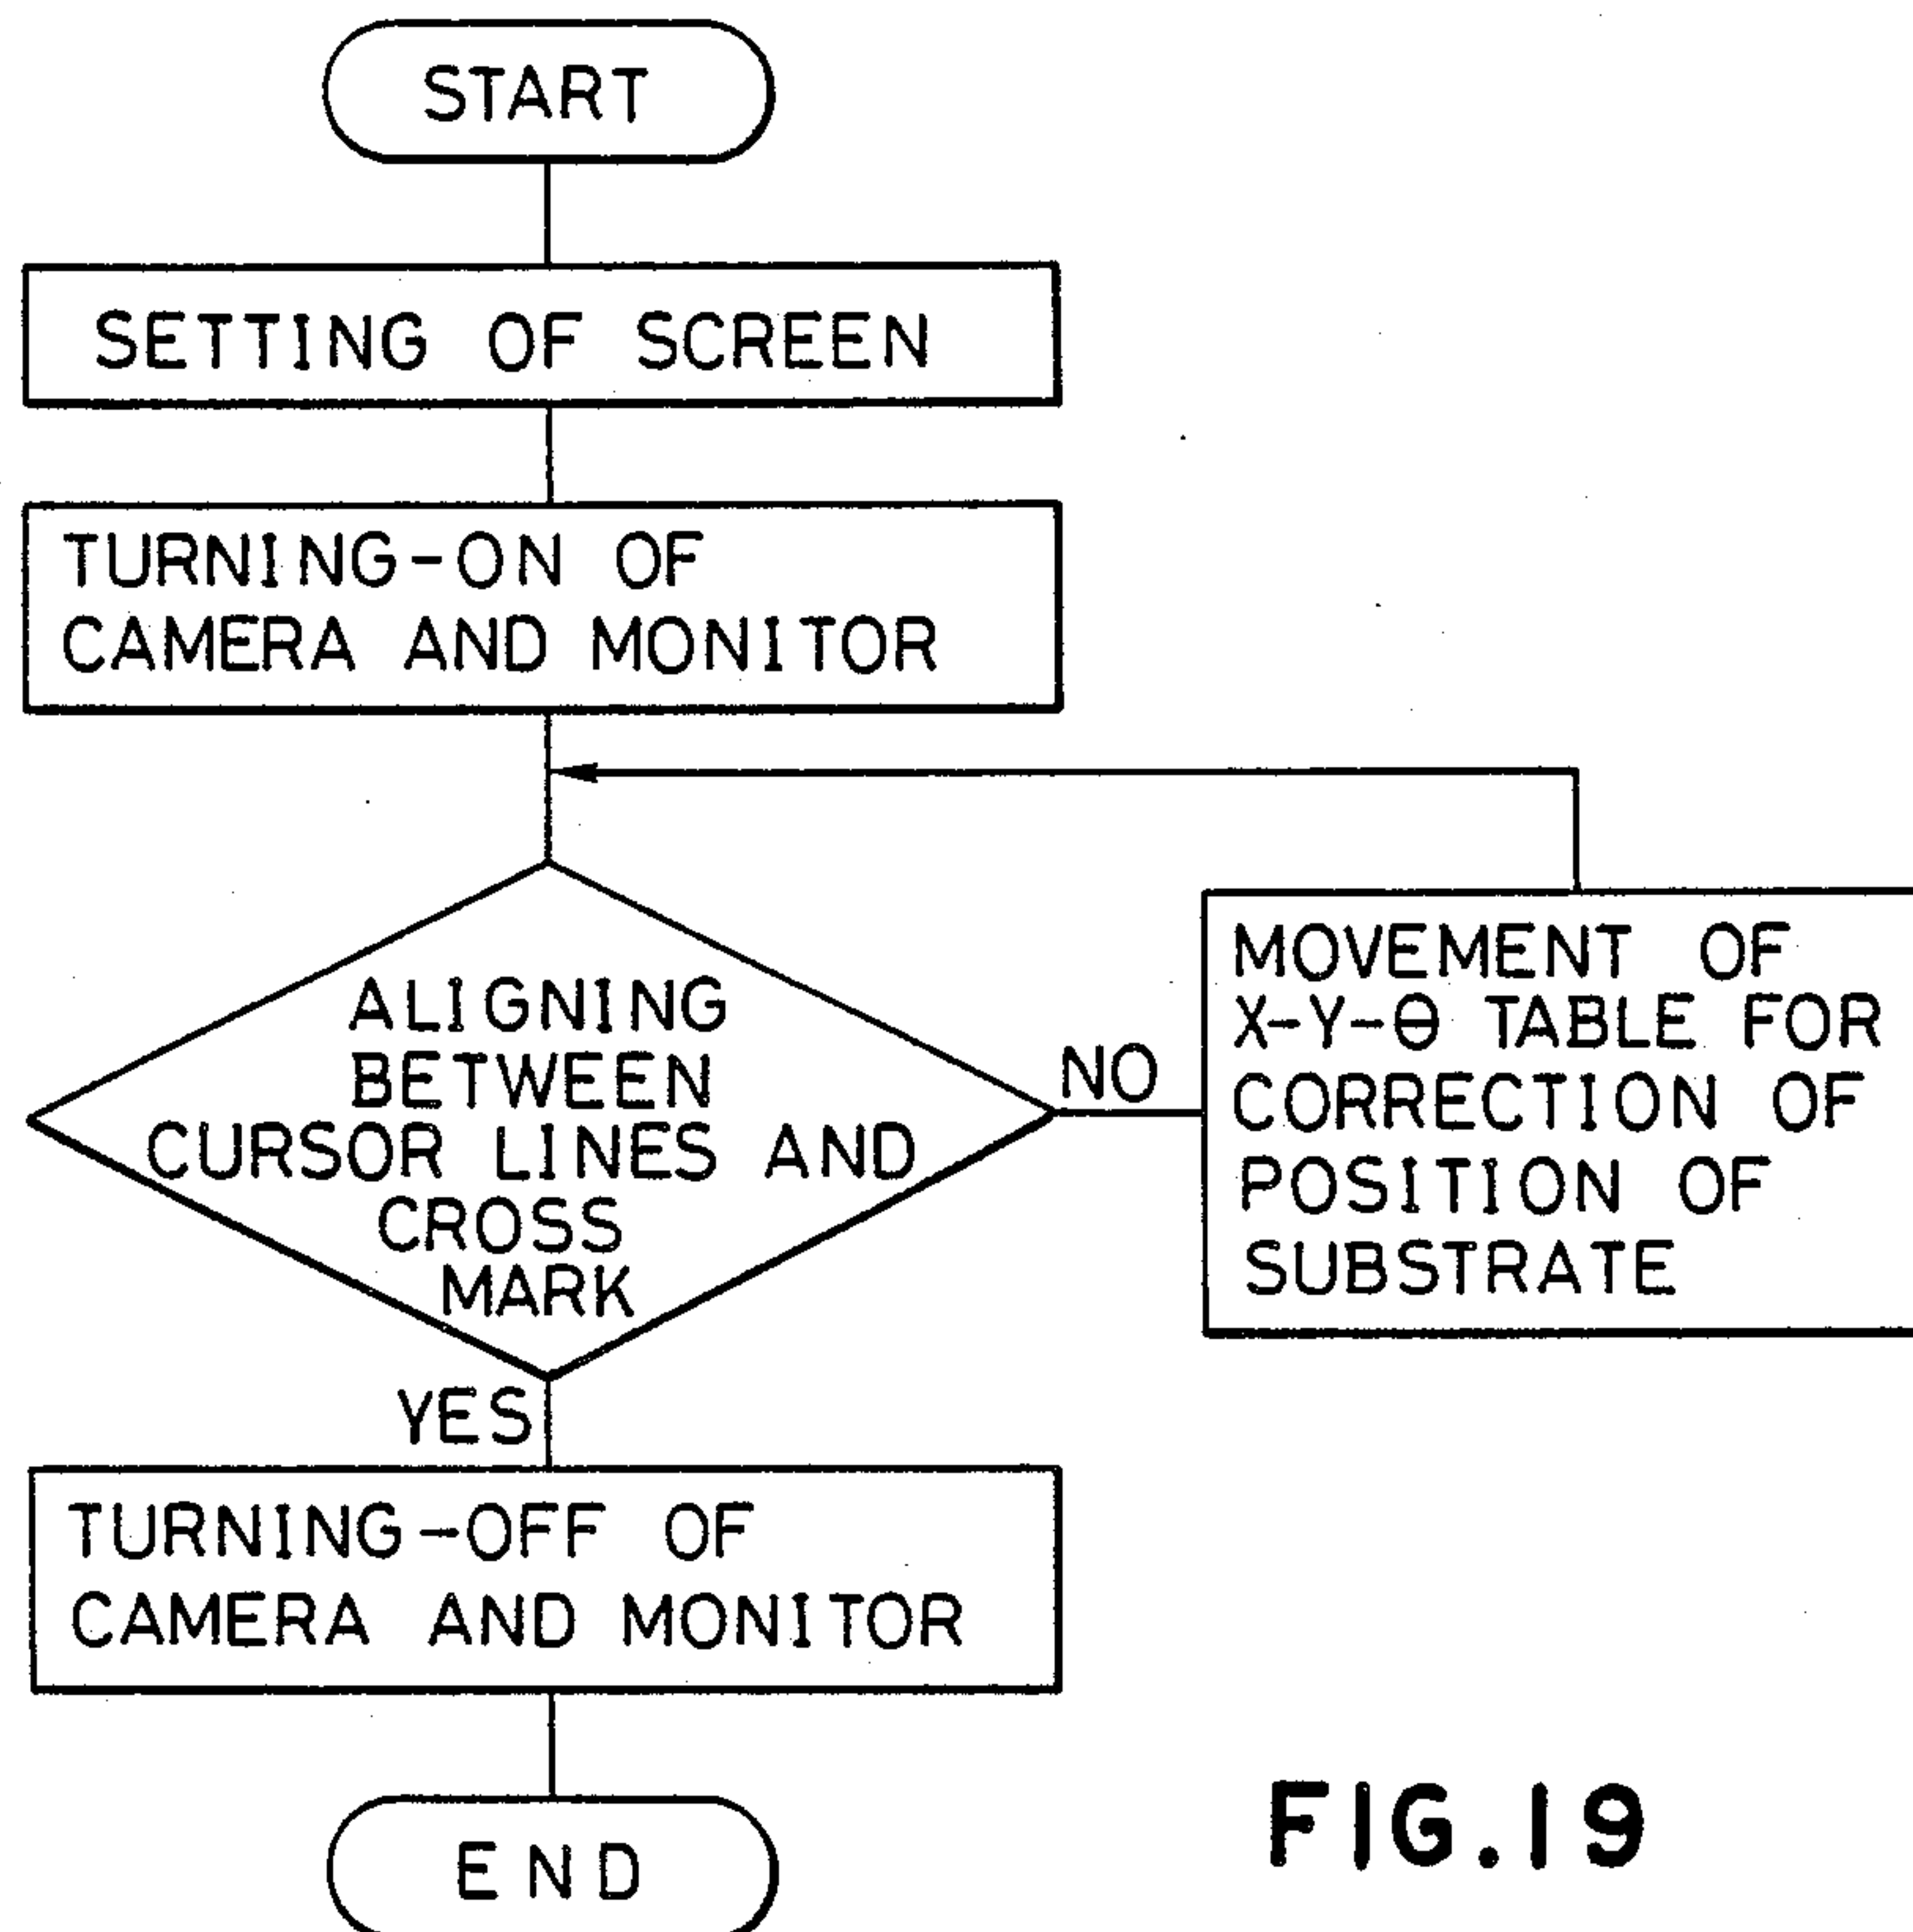 START
SETTING OF SCREEN
TURNING-ON OF
CAMERA AND MONITOR
ALIGNING
BETWEEN
CURSOR LINES AND
CROSS
MARK
NO
MOVEMENT OF
X-Y-θ TABLE FOR
CORRECTION OF
POSITION OF
SUBSTRATE
YES
TURNING-OFF OF
CAMERA AND MONITOR
END
FIG.19